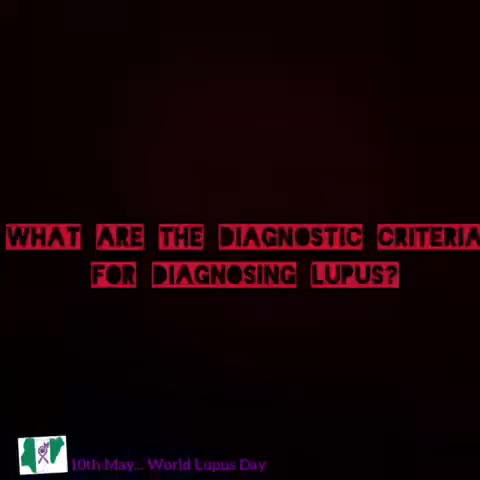 WHAT ARE THE DIAGNOSTIC CRITERIA
FOR DIAGNOSING LUPUS?
10th May... World Lupus Day